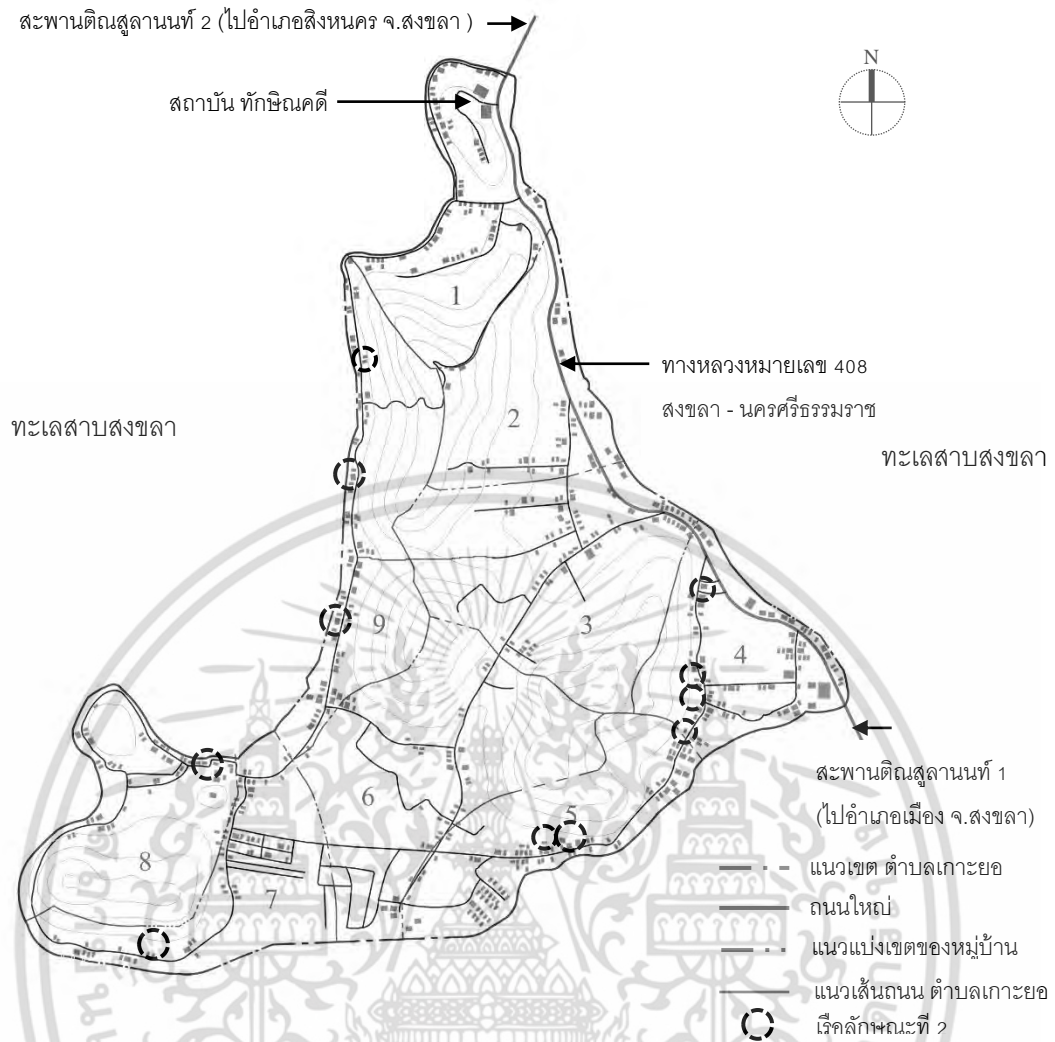 สะพานติณสูลานนท์ 2 (ไปอำเภอสิงหนคร จ.สงขลา )
สถาบัน ทักษิณคดี
N
1
ทางหลวงหมายเลข 408
สงขลา - นครศรีธรรมราช
2
ทะเลสาบสงขลา
ทะเลสาบสงขลา
9
3
4
สะพานติณสูลานนท์ 1
(ไปอำเภอเมือง จ.สงขลา)
6
5
8
7
แนวเขต ตำบลเกาะยอ
ถนนใหญ่
แนวแบ่งเขตของหมู่บ้าน
แนวเส้นถนน ตำบลเกาะยอ
เรือลักษณะที่ 2